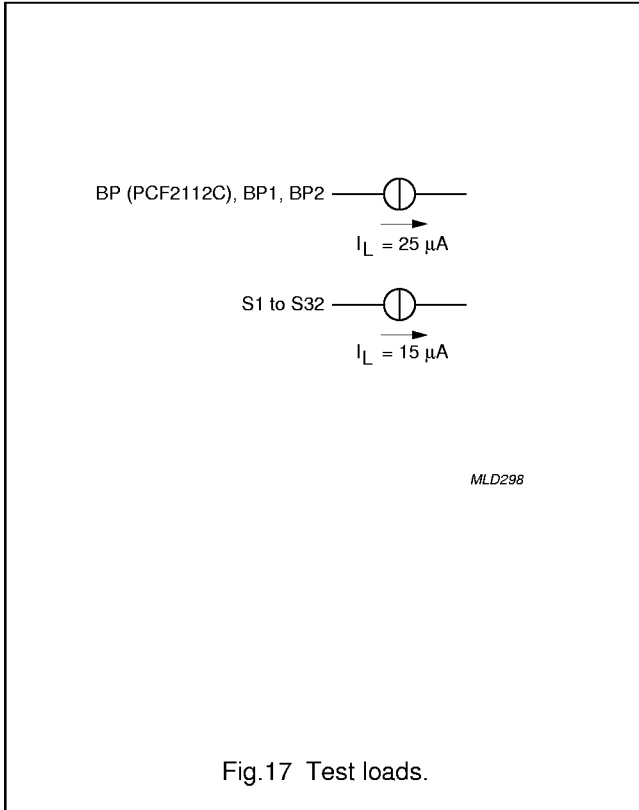 BP (PCF2112C), BP1, BP2
I_L = 25 μA
S1 to S32
I_L = 15 μA
MLD298
Fig.17 Test loads.